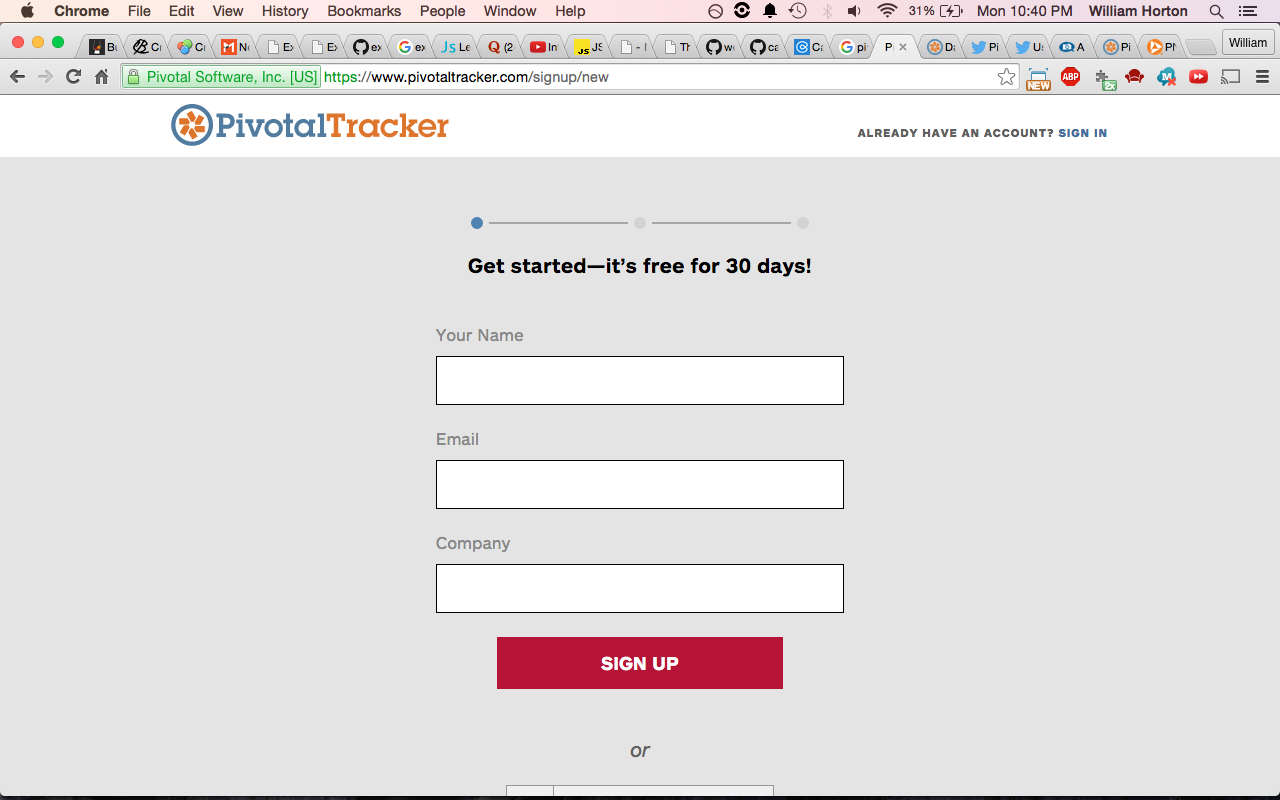 Chrome File Edit View History Bookmarks People Window Help 31% Mon 10:40 PM William Horton
Bu Cr Cu No Ex Ex ex ex Le (2 In JS - I Th we ca Ca pi Pi Da Pi Us A Pi Ph William
Pivotal Software, Inc. [US] https://www.pivotaltracker.com/signup/new NEW ABP 2x
PivotalTracker
ALREADY HAVE AN ACCOUNT? SIGN IN
Get started—it's free for 30 days!
Your Name
Email
Company
SIGN UP
or